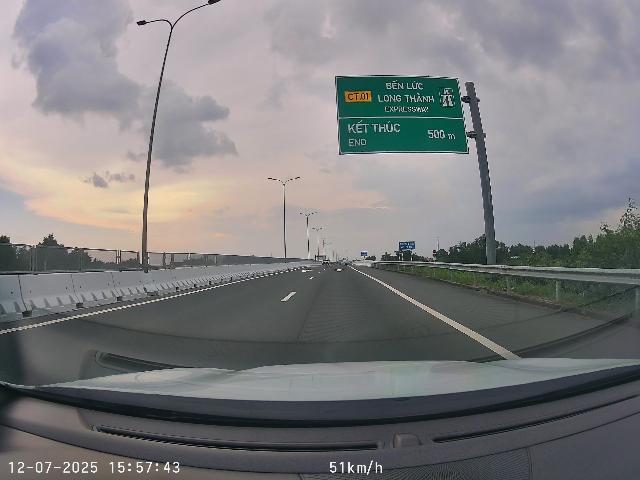 CT.01
BẾN LỨC
LONG THÀNH
EXPRESSWAY
KẾT THÚC 500 m
END
12-07-2025 15:57:43 51km/h